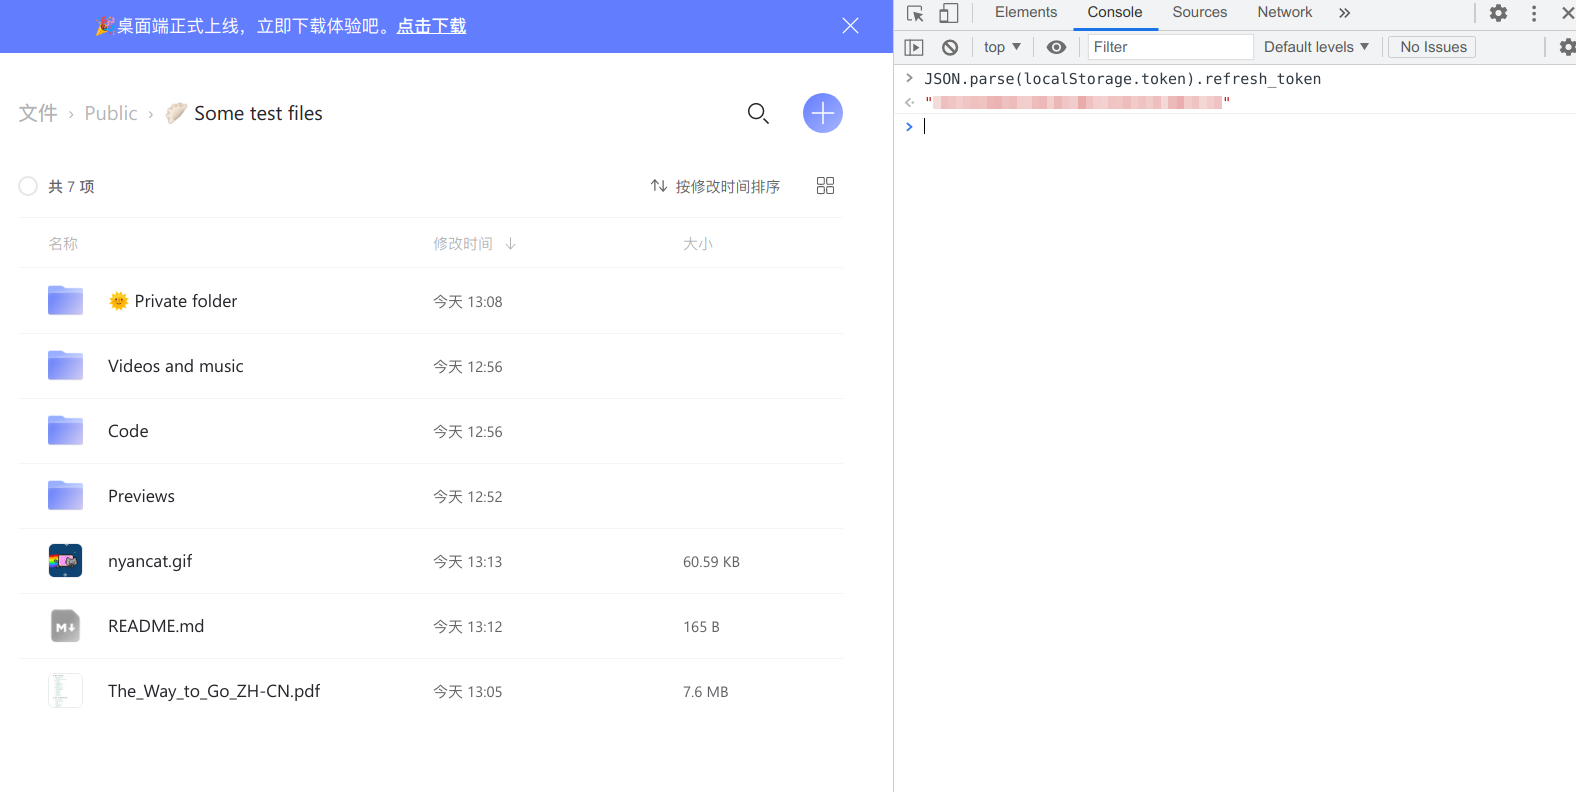 🎉桌面端正式上线，立即下载体验吧。点击下载
文件 › Public › 🥟 Some test files
共 7 项
按修改时间排序
名称 修改时间 ↓ 大小
🌞 Private folder 今天 13:08
Videos and music 今天 12:56
Code 今天 12:56
Previews 今天 12:52
nyancat.gif 今天 13:13 60.59 KB
M↓ README.md 今天 13:12 165 B
The_Way_to_Go_ZH-CN.pdf 今天 13:05 7.6 MB
Elements Console Sources Network »
top ▼ Filter Default levels ▼ No Issues
> JSON.parse(localStorage.token).refresh_token
" "
>